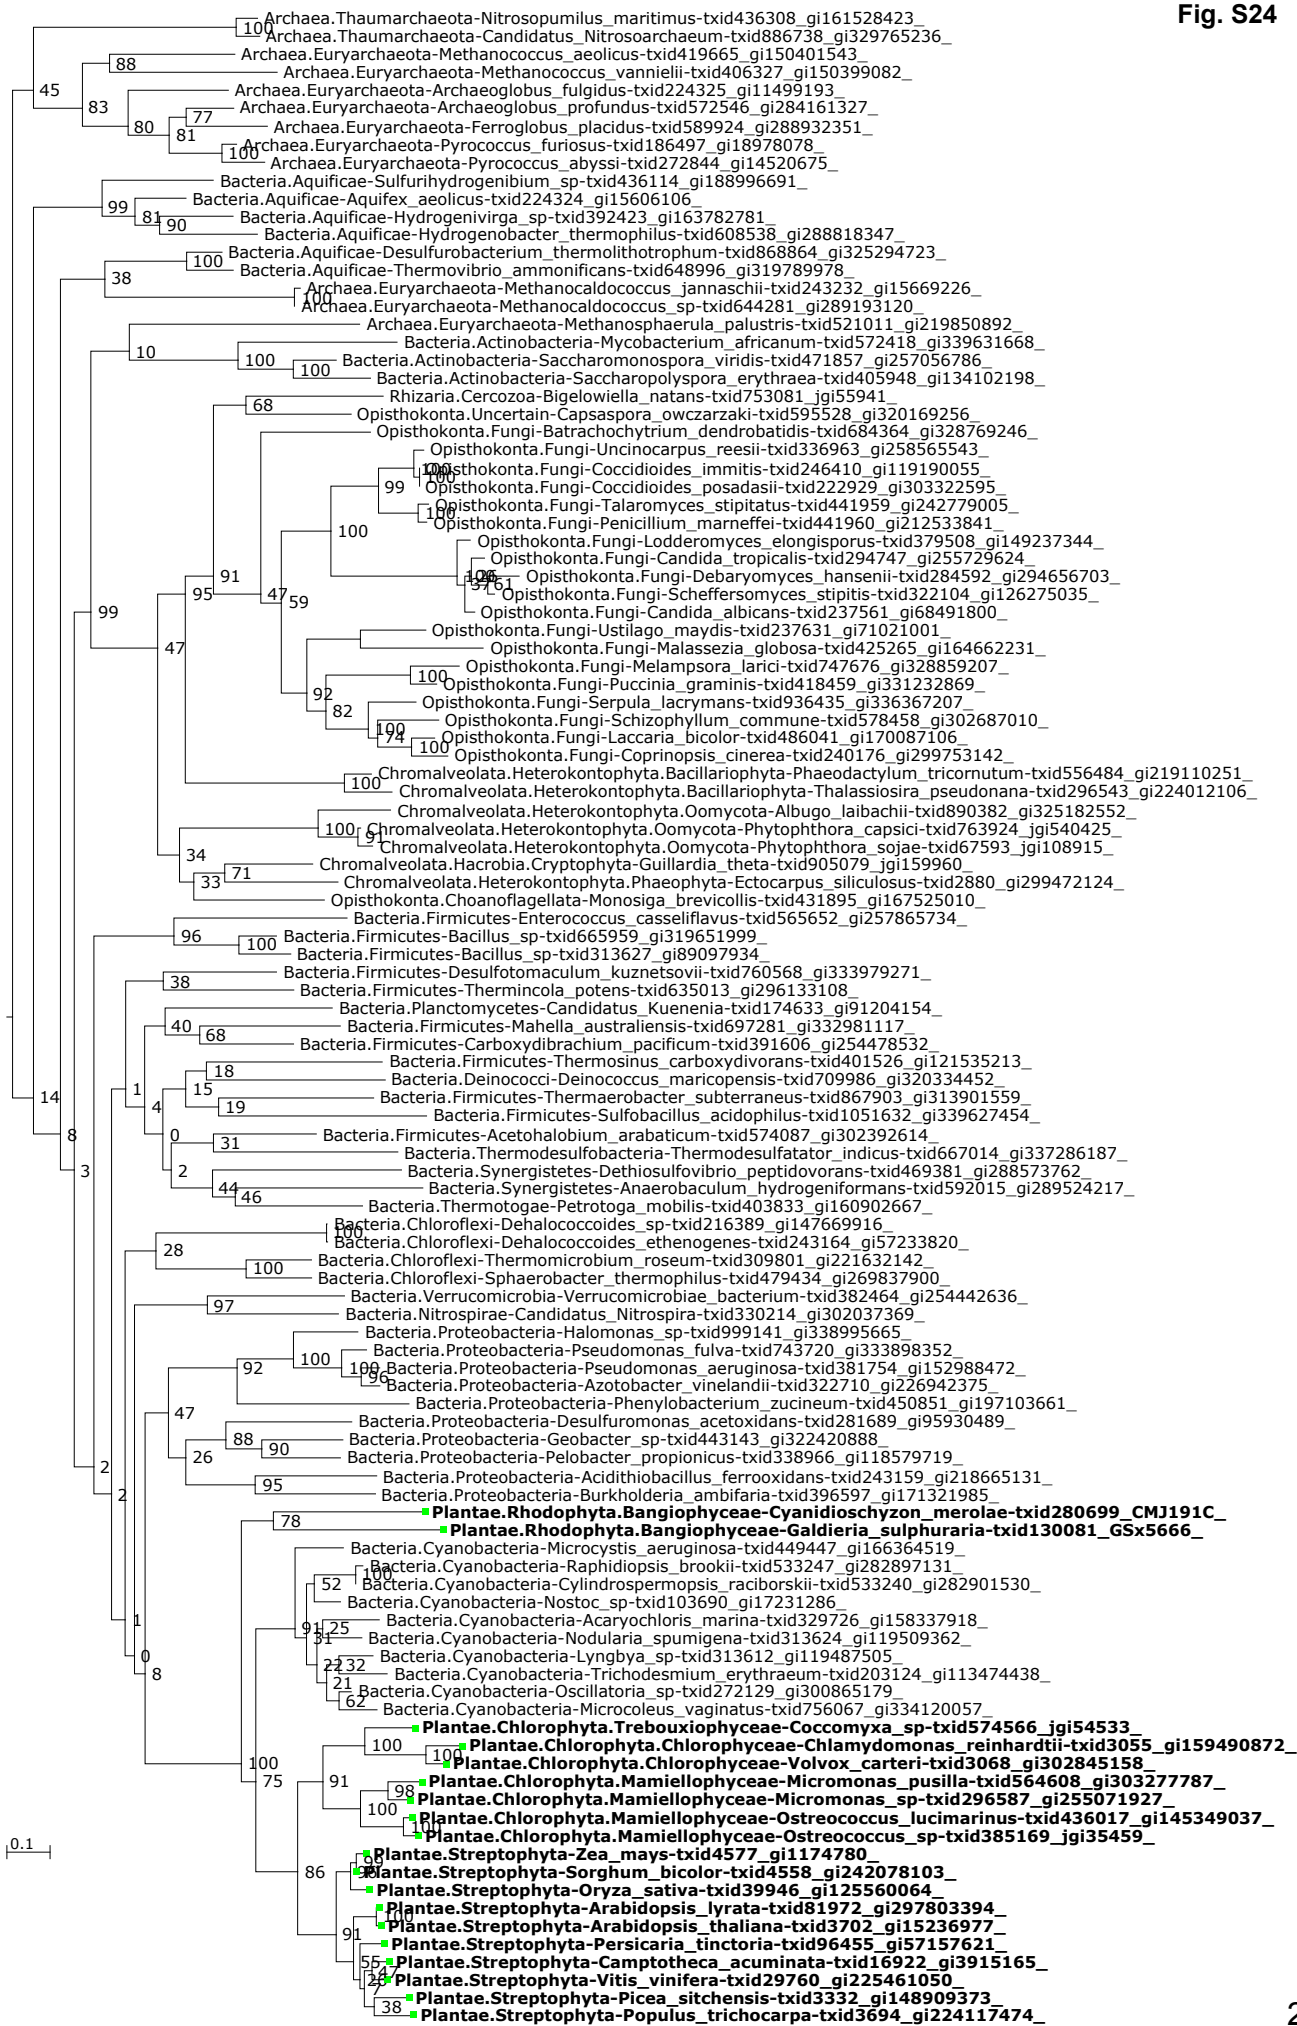 Fig. S24
Archaea.Thaumarchaeota-Nitrosopumilus_maritimus-txid436308_gi161528423_
100
Archaea.Thaumarchaeota-Candidatus_Nitrosoarchaeum-txid886738_gi329765236_
Archaea.Euryarchaeota-Methanococcus_aeolicus-txid419665_gi150401543_
88
Archaea.Euryarchaeota-Methanococcus_vannielii-txid406327_gi150399082_
45
Archaea.Euryarchaeota-Archaeoglobus_fulgidus-txid224325_gi11499193_
83
Archaea.Euryarchaeota-Archaeoglobus_profundus-txid572546_gi284161327_
77
80
Archaea.Euryarchaeota-Ferroglobus_placidus-txid589924_gi288932351_
81
Archaea.Euryarchaeota-Pyrococcus_furiosus-txid186497_gi18978078_
100
Archaea.Euryarchaeota-Pyrococcus_abyssi-txid272844_gi14520675_
Bacteria.Aquificae-Sulfurihydrogenibium_sp-txid436114_gi188996691_
99
Bacteria.Aquificae-Aquifex_aeolicus-txid224324_gi15606106_
81
Bacteria.Aquificae-Hydrogenivirga_sp-txid392423_gi163782781_
90
Bacteria.Aquificae-Hydrogenobacter_thermophilus-txid608538_gi288818347_
Bacteria.Aquificae-Desulfurobacterium_thermolithotrophum-txid868864_gi325294723_
100
Bacteria.Aquificae-Thermovibrio_ammonificans-txid648996_gi319789978_
38
Archaea.Euryarchaeota-Methanocaldococcus_jannaschii-txid243232_gi15669226_
100
Archaea.Euryarchaeota-Methanocaldococcus_sp-txid644281_gi289193120_
Archaea.Euryarchaeota-Methanosphaerula_palustris-txid521011_gi219850892_
10
Bacteria.Actinobacteria-Mycobacterium_africanum-txid572418_gi339631668_
100
Bacteria.Actinobacteria-Saccharomonospora_viridis-txid471857_gi257056786_
100
Bacteria.Actinobacteria-Saccharopolyspora_erythraea-txid405948_gi134102198_
Rhizaria.Cercozoa-Bigelowiella_natans-txid753081_jgi55941_
68
Opisthokonta.Uncertain-Capsaspora_owczarzaki-txid595528_gi320169256_
Opisthokonta.Fungi-Batrachochytrium_dendrobatidis-txid684364_gi328769246_
Opisthokonta.Fungi-Uncinocarpus_reesii-txid336963_gi258565543_
100
Opisthokonta.Fungi-Coccidioides_immitis-txid246410_gi119190055_
100
99
Opisthokonta.Fungi-Coccidioides_posadasii-txid222929_gi303322595_
Opisthokonta.Fungi-Talaromyces_stipitatus-txid441959_gi242779005_
100
Opisthokonta.Fungi-Penicillium_marneffei-txid441960_gi212533841_
100
Opisthokonta.Fungi-Lodderomyces_elongisporus-txid379508_gi149237344_
Opisthokonta.Fungi-Candida_tropicalis-txid294747_gi255729624_
91
Opisthokonta.Fungi-Debaryomyces_hansenii-txid284592_gi294656703_
61
95
47
Opisthokonta.Fungi-Scheffersomyces_stipitis-txid322104_gi126275035_
59
99
Opisthokonta.Fungi-Candida_albicans-txid237561_gi68491800_
Opisthokonta.Fungi-Ustilago_maydis-txid237631_gi71021001_
47
Opisthokonta.Fungi-Malassezia_globosa-txid425265_gi164662231_
Opisthokonta.Fungi-Melampsora_larici-txid747676_gi328859207_
100
Opisthokonta.Fungi-Puccinia_graminis-txid418459_gi331232869_
92
Opisthokonta.Fungi-Serpula_lacrymans-txid936435_gi336367207_
82
Opisthokonta.Fungi-Schizophyllum_commune-txid578458_gi302687010_
100
Opisthokonta.Fungi-Laccaria_bicolor-txid486041_gi170087106_
74
100
Opisthokonta.Fungi-Coprinopsis_cinerea-txid240176_gi299753142_
Chromalveolata.Heterokontophyta.Bacillariophyta-Phaeodactylum_tricornutum-txid556484_gi219110251_
100
Chromalveolata.Heterokontophyta.Bacillariophyta-Thalassiosira_pseudonana-txid296543_gi224012106_
Chromalveolata.Heterokontophyta.Oomycota-Albugo_laibachii-txid890382_gi325182552_
100
Chromalveolata.Heterokontophyta.Oomycota-Phytophthora_capsici-txid763924_jgi540425_
91
Chromalveolata.Heterokontophyta.Oomycota-Phytophthora_sojae-txid67593_jgi108915_
34
Chromalveolata.Hacrobia.Cryptophyta-Guillardia_theta-txid905079_jgi159960_
71
33
Chromalveolata.Heterokontophyta.Phaeophyta-Ectocarpus_siliculosus-txid2880_gi299472124_
Opisthokonta.Choanoflagellata-Monosiga_brevicollis-txid431895_gi167525010_
Bacteria.Firmicutes-Enterococcus_casseliflavus-txid565652_gi257865734_
96
Bacteria.Firmicutes-Bacillus_sp-txid665959_gi319651999_
100
Bacteria.Firmicutes-Bacillus_sp-txid313627_gi89097934_
Bacteria.Firmicutes-Desulfotomaculum_kuznetsovii-txid760568_gi333979271_
38
Bacteria.Firmicutes-Thermincola_potens-txid635013_gi296133108_
Bacteria.Planctomycetes-Candidatus_Kuenenia-txid174633_gi91204154_
40
Bacteria.Firmicutes-Mahella_australiensis-txid697281_gi332981117_
68
Bacteria.Firmicutes-Carboxydibrachium_pacificum-txid391606_gi254478532_
Bacteria.Firmicutes-Thermosinus_carboxydivorans-txid401526_gi121535213_
18
Bacteria.Deinococci-Deinococcus_maricopensis-txid709986_gi320334452_
1
15
14
Bacteria.Firmicutes-Thermaerobacter_subterraneus-txid867903_gi313901559_
4
19
Bacteria.Firmicutes-Sulfobacillus_acidophilus-txid1051632_gi339627454_
8
0
Bacteria.Firmicutes-Acetohalobium_arabaticum-txid574087_gi302392614_
31
Bacteria.Thermodesulfobacteria-Thermodesulfatator_indicus-txid667014_gi337286187_
3
2
Bacteria.Synergistetes-Dethiosulfovibrio_peptidovorans-txid469381_gi288573762_
44
Bacteria.Synergistetes-Anaerobaculum_hydrogeniformans-txid592015_gi289524217_
46
Bacteria.Thermotogae-Petrotoga_mobilis-txid403833_gi160902667_
Bacteria.Chloroflexi-Dehalococcoides_sp-txid216389_gi147669916_
100
Bacteria.Chloroflexi-Dehalococcoides_ethenogenes-txid243164_gi57233820_
28
Bacteria.Chloroflexi-Thermomicrobium_roseum-txid309801_gi221632142_
100
Bacteria.Chloroflexi-Sphaerobacter_thermophilus-txid479434_gi269837900_
Bacteria.Verrucomicrobia-Verrucomicrobiae_bacterium-txid382464_gi254442636_
97
Bacteria.Nitrospirae-Candidatus_Nitrospira-txid330214_gi302037369_
Bacteria.Proteobacteria-Halomonas_sp-txid999141_gi338995665_
100
Bacteria.Proteobacteria-Pseudomonas_fulva-txid743720_gi333898352_
92
100
Bacteria.Proteobacteria-Pseudomonas_aeruginosa-txid381754_gi152988472_
96
Bacteria.Proteobacteria-Azotobacter_vinelandii-txid322710_gi226942375_
Bacteria.Proteobacteria-Phenylobacterium_zucineum-txid450851_gi197103661_
47
Bacteria.Proteobacteria-Desulfuromonas_acetoxidans-txid281689_gi95930489_
88
Bacteria.Proteobacteria-Geobacter_sp-txid443143_gi322420888_
90
26
Bacteria.Proteobacteria-Pelobacter_propionicus-txid338966_gi118579719_
2
Bacteria.Proteobacteria-Acidithiobacillus_ferrooxidans-txid243159_gi218665131_
95
2
Bacteria.Proteobacteria-Burkholderia_ambifaria-txid396597_gi171321985_
Plantae.Rhodophyta.Bangiophyceae-Cyanidioschyzon_merolae-txid280699_CMJ191C_
78
Plantae.Rhodophyta.Bangiophyceae-Galdieria_sulphuraria-txid130081_GSx5666_
Bacteria.Cyanobacteria-Microcystis_aeruginosa-txid449447_gi166364519_
Bacteria.Cyanobacteria-Raphidiopsis_brookii-txid533247_gi282897131_
100
52
Bacteria.Cyanobacteria-Cylindrospermopsis_raciborskii-txid533240_gi282901530_
Bacteria.Cyanobacteria-Nostoc_sp-txid103690_gi17231286_
1
Bacteria.Cyanobacteria-Acaryochloris_marina-txid329726_gi158337918_
91
25
31
Bacteria.Cyanobacteria-Nodularia_spumigena-txid313624_gi119509362_
0
Bacteria.Cyanobacteria-Lyngbya_sp-txid313612_gi119487505_
22
32
8
Bacteria.Cyanobacteria-Trichodesmium_erythraeum-txid203124_gi113474438_
21
Bacteria.Cyanobacteria-Oscillatoria_sp-txid272129_gi300865179_
62
Bacteria.Cyanobacteria-Microcoleus_vaginatus-txid756067_gi334120057_
Plantae.Chlorophyta.Trebouxiophyceae-Coccomyxa_sp-txid574566_jgi54533_
100
Plantae.Chlorophyta.Chlorophyceae-Chlamydomonas_reinhardtii-txid3055_gi159490872_
100
100
Plantae.Chlorophyta.Chlorophyceae-Volvox_carteri-txid3068_gi302845158_
75
91
Plantae.Chlorophyta.Mamiellophyceae-Micromonas_pusilla-txid564608_gi303277787_
98
Plantae.Chlorophyta.Mamiellophyceae-Micromonas_sp-txid296587_gi255071927_
100
Plantae.Chlorophyta.Mamiellophyceae-Ostreococcus_lucimarinus-txid436017_gi145349037_
100
Plantae.Chlorophyta.Mamiellophyceae-Ostreococcus_sp-txid385169_jgi35459_
0.1
Plantae.Streptophyta-Zea_mays-txid4577_gi1174780_
99
86
Plantae.Streptophyta-Sorghum_bicolor-txid4558_gi242078103_
Plantae.Streptophyta-Oryza_sativa-txid39946_gi125560064_
Plantae.Streptophyta-Arabidopsis_lyrata-txid81972_gi297803394_
100
Plantae.Streptophyta-Arabidopsis_thaliana-txid3702_gi15236977_
91
Plantae.Streptophyta-Persicaria_tinctoria-txid96455_gi57157621_
55
Plantae.Streptophyta-Camptotheca_acuminata-txid16922_gi3915165_
47
Plantae.Streptophyta-Vitis_vinifera-txid29760_gi225461050_
7
Plantae.Streptophyta-Picea_sitchensis-txid3332_gi148909373_
38
Plantae.Streptophyta-Populus_trichocarpa-txid3694_gi224117474_
2